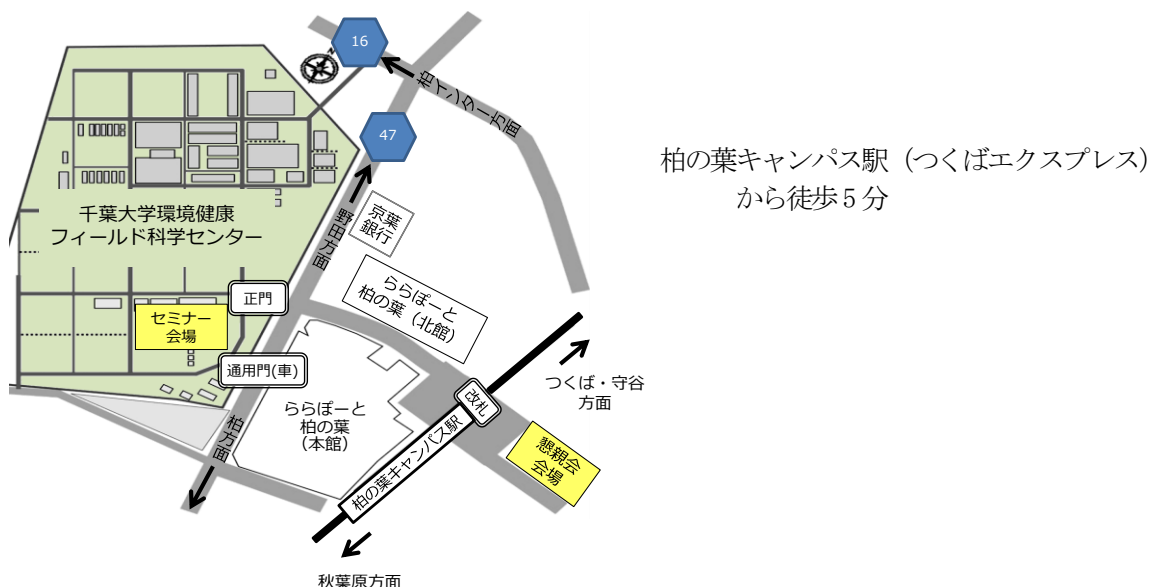 16
N
柏インター方面
47
柏の葉キャンパス駅（つくばエクスプレス）
から徒歩５分
千葉大学環境健康
フィールド科学センター
野田方面
京葉
銀行
ららぽーと
柏の葉（北館）
正門
セミナー
会場
通用門(車)
つくば・守谷
方面
改札
ららぽーと
柏の葉
（本館）
柏方面
懇親会
会場
柏の葉キャンパス駅
秋葉原方面